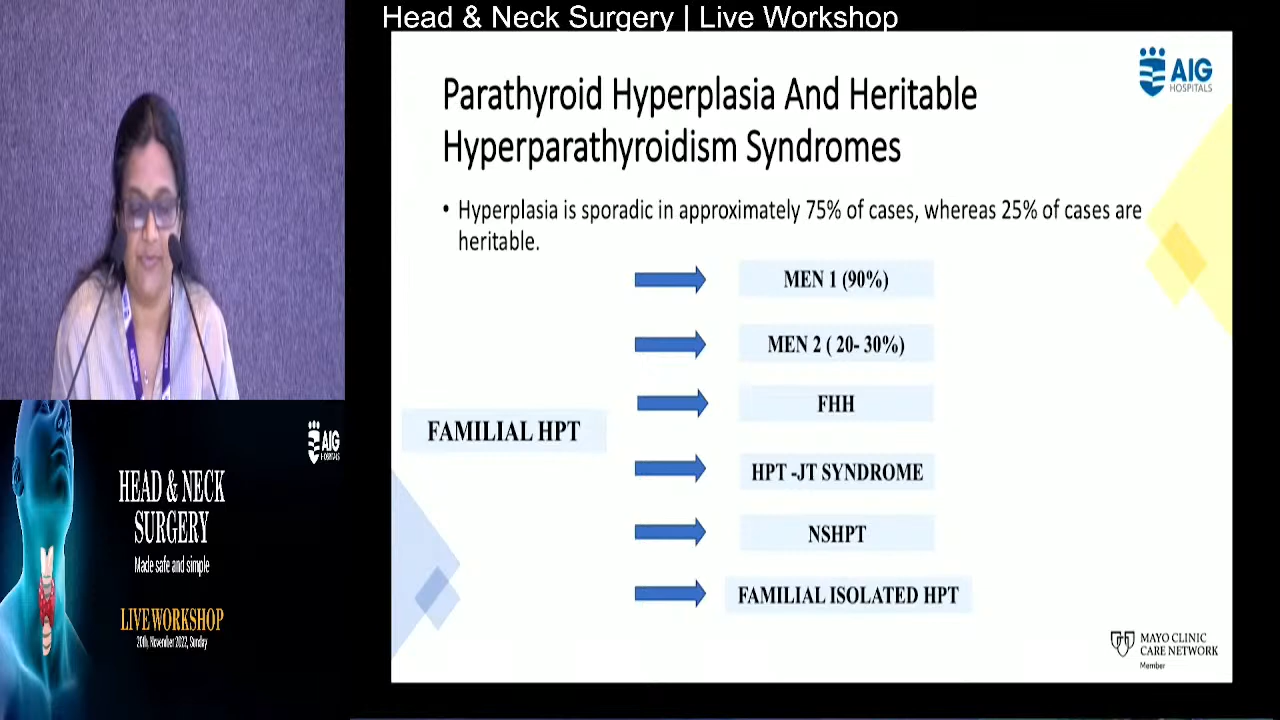 Head & Neck Surgery | Live Workshop
AIG
HOSPITALS
Parathyroid Hyperplasia And Heritable
Hyperparathyroidism Syndromes
• Hyperplasia is sporadic in approximately 75% of cases, whereas 25% of cases are
heritable.
FAMILIAL HPT
MEN 1 (90%)
MEN 2 ( 20- 30%)
FHH
HPT -JT SYNDROME
NSHPT
FAMILIAL ISOLATED HPT
MAYO CLINIC
CARE NETWORK
Member
AIG
HOSPITALS
HEAD & NECK
SURGERY
Made safe and simple
LIVE WORKSHOP
20th, November 2022, Sunday